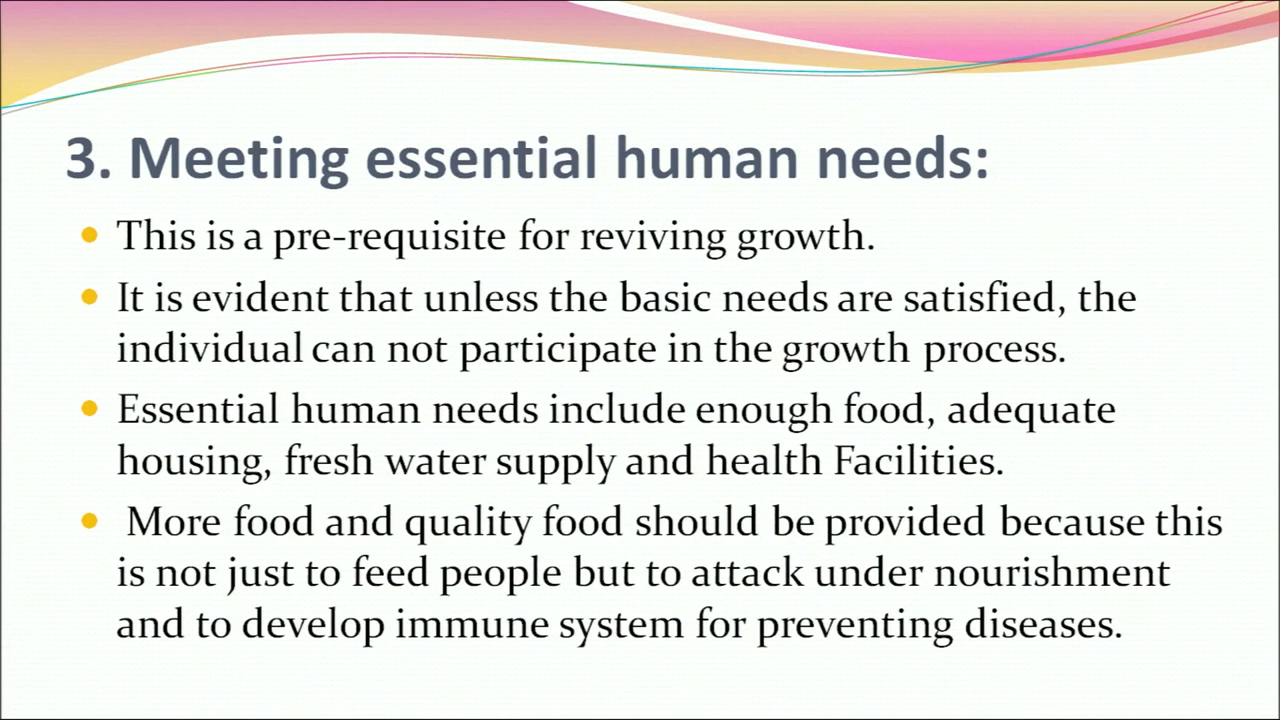 3. Meeting essential human needs:
• This is a pre-requisite for reviving growth.
• It is evident that unless the basic needs are satisfied, the
individual can not participate in the growth process.
• Essential human needs include enough food, adequate
housing, fresh water supply and health Facilities.
• More food and quality food should be provided because this
is not just to feed people but to attack under nourishment
and to develop immune system for preventing diseases.